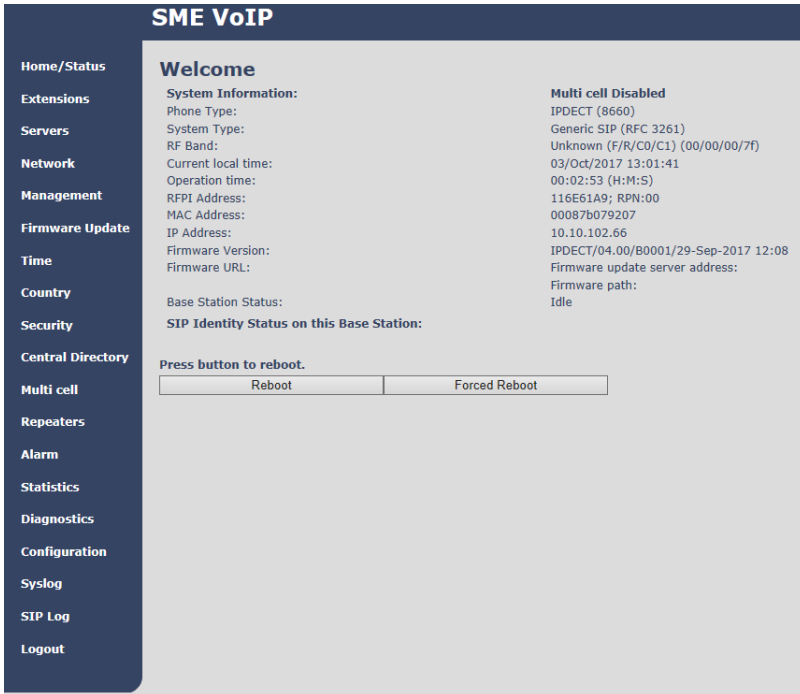 SME VoIP
Home/Status
Extensions
Servers
Network
Management
Firmware Update
Time
Country
Security
Central Directory
Multi cell
Repeaters
Alarm
Statistics
Diagnostics
Configuration
Syslog
SIP Log
Logout
Welcome
System Information: Multi cell Disabled
Phone Type: IPDECT (8660)
System Type: Generic SIP (RFC 3261)
RF Band: Unknown (F/R/C0/C1) (00/00/00/7f)
Current local time: 03/Oct/2017 13:01:41
Operation time: 00:02:53 (H:M:S)
RFPI Address: 116E61A9; RPN:00
MAC Address: 00087b079207
IP Address: 10.10.102.66
Firmware Version: IPDECT/04.00/B0001/29-Sep-2017 12:08
Firmware URL: Firmware update server address:
Firmware path:
Base Station Status: Idle
SIP Identity Status on this Base Station:
Press button to reboot.
Reboot Forced Reboot